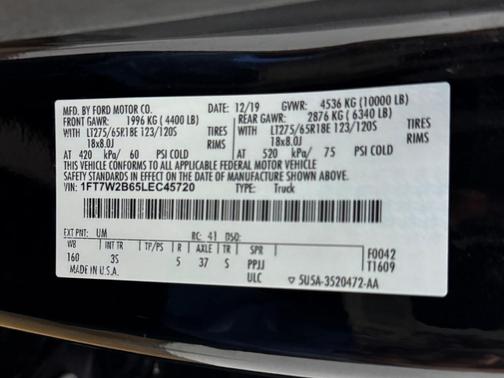 MFD. BY FORD MOTOR CO.
DATE: 12/19 GVWR: 4536 KG (10000 LB)
FRONT GAWR: 1996 KG (4400 LB) REAR GAWR: 2876 KG (6340 LB)
WITH LT275/65R18E 123/120S TIRES WITH LT275/65R18E 123/120S TIRES
18x8.0J RIMS 18x8.0J RIMS
AT 420 kPa/ 60 PSI COLD AT 520 kPa/ 75 PSI COLD
THIS VEHICLE CONFORMS TO ALL APPLICABLE FEDERAL MOTOR VEHICLE
SAFETY STANDARDS IN EFFECT ON THE DATE OF MANUFACTURE SHOWN ABOVE.
VIN: 1FT7W2B65LEC45720 TYPE: Truck
EXT PNT: UM RC: 41 DSO:
WB INT TR TP/PS R AXLE TR SPR F0042
160 3S 5 37 S PPJJ T1609
MADE IN U.S.A. ULC 5U5A-3520472-AA